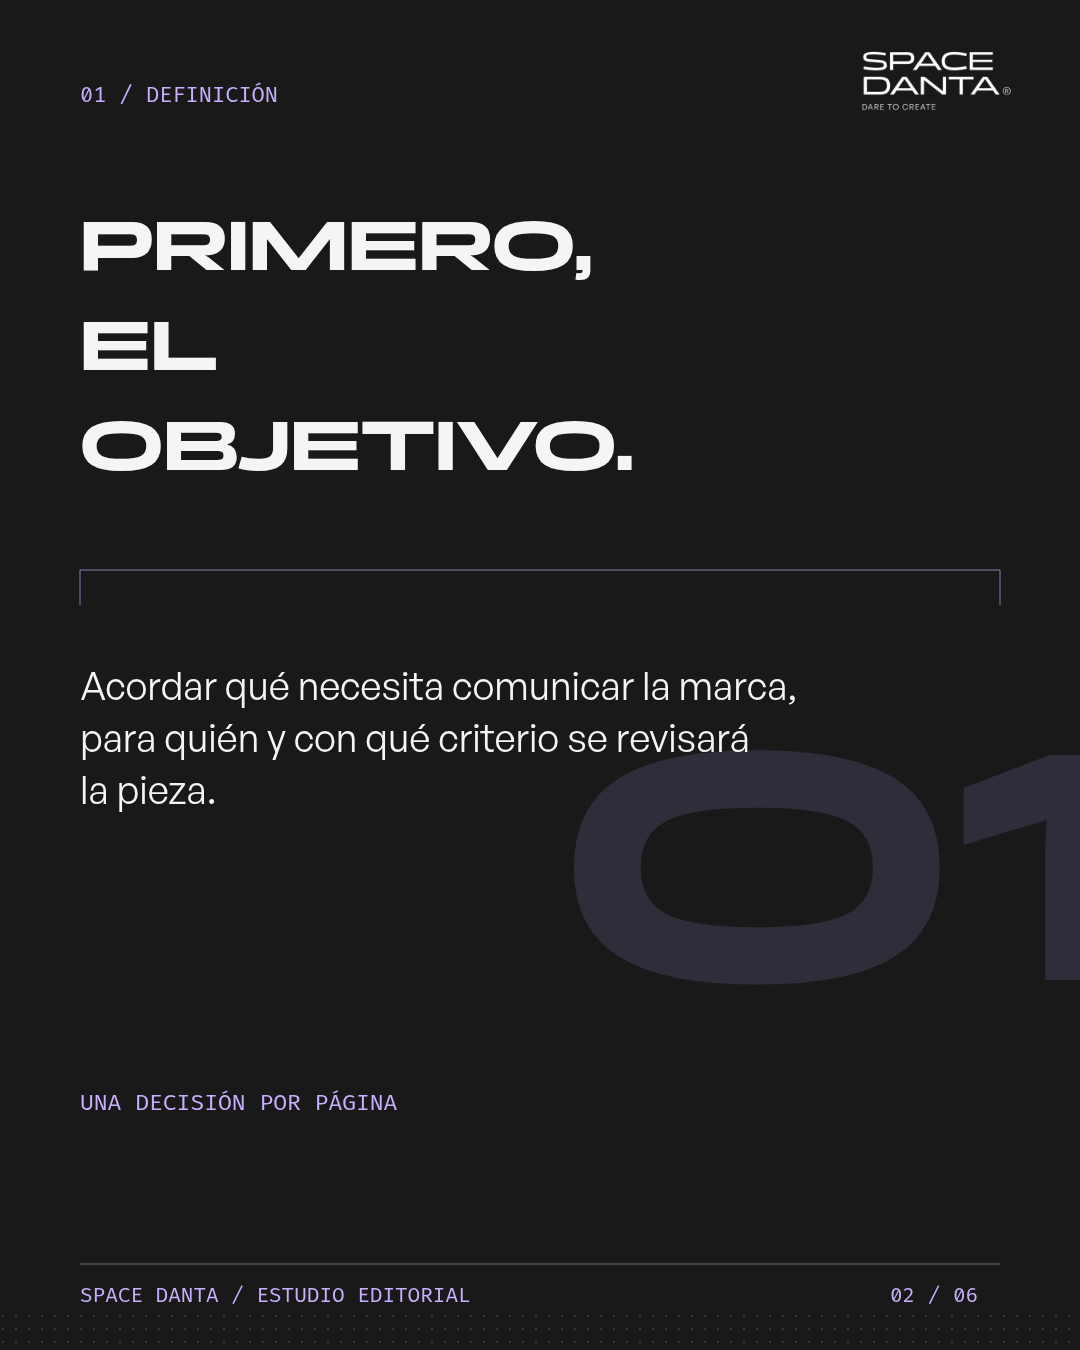 01 / DEFINICIÓN
SPACE
DANTA®
DARE TO CREATE
PRIMERO,
EL
OBJETIVO.
Acordar qué necesita comunicar la marca,
para quién y con qué criterio se revisará
la pieza.
01
UNA DECISIÓN POR PÁGINA
SPACE DANTA / ESTUDIO EDITORIAL
02 / 06